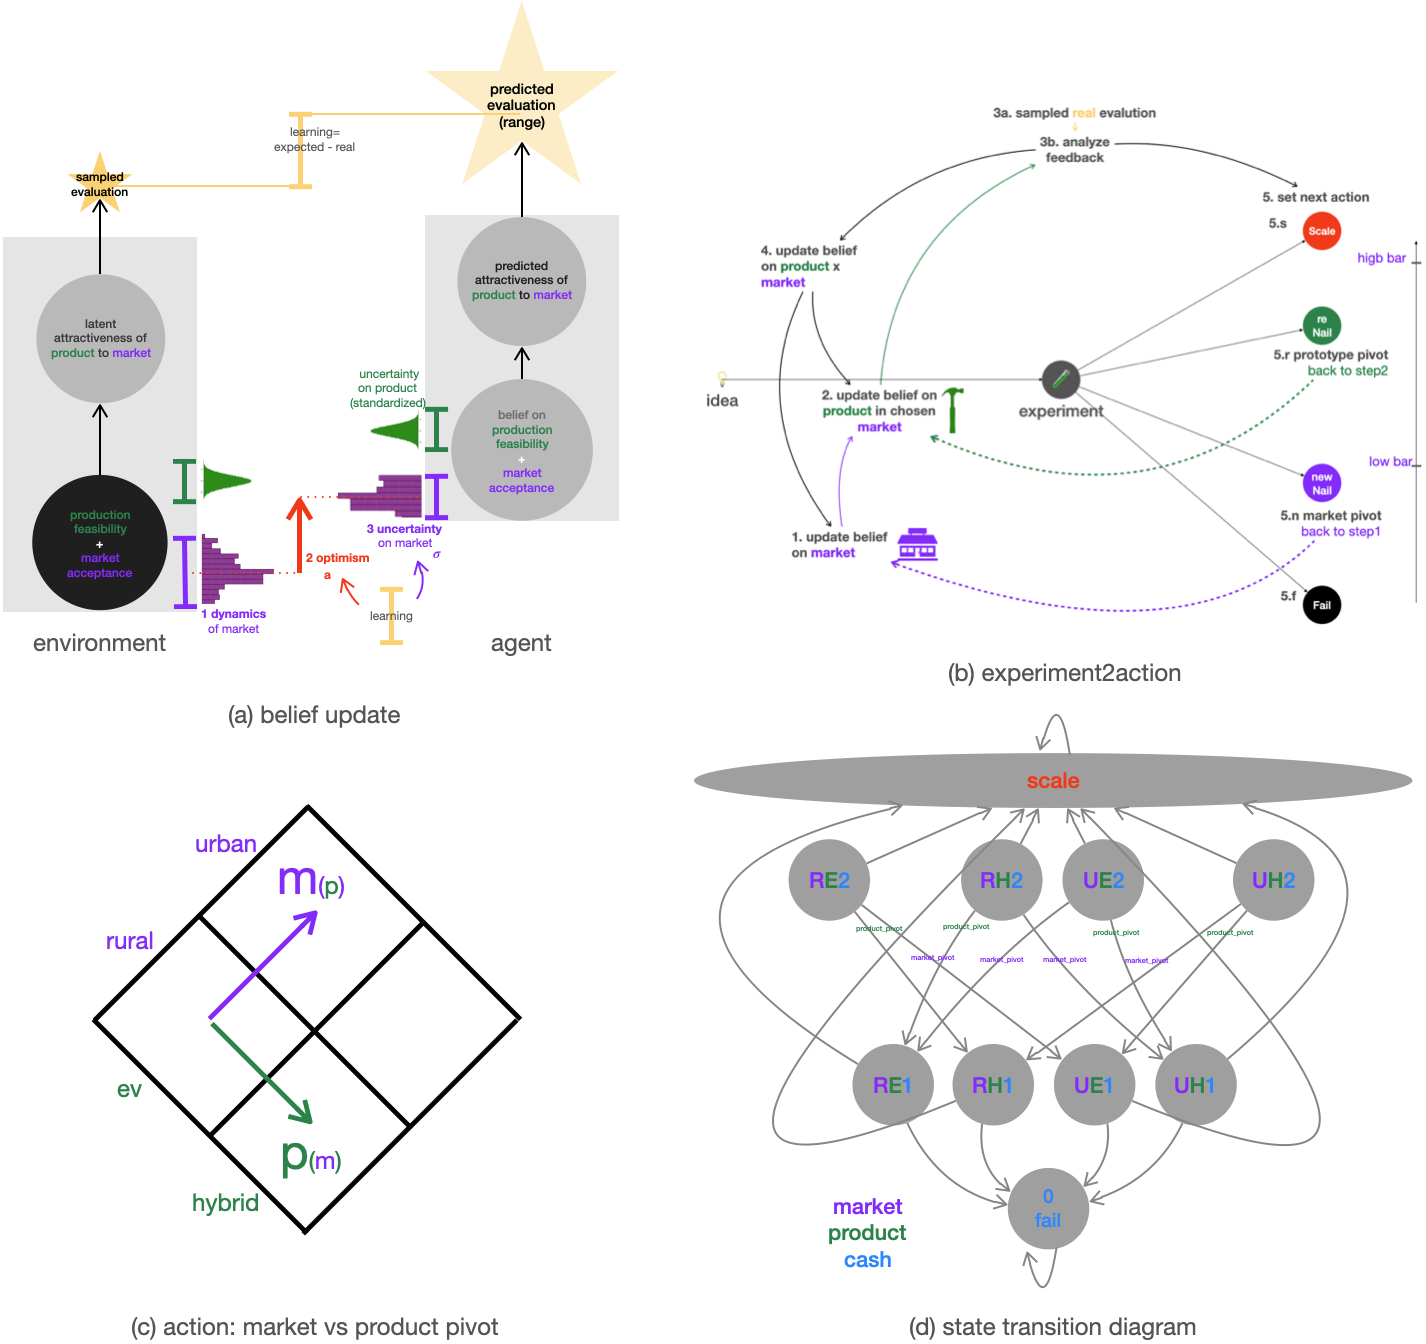 predicted
evaluation
(range)
learning=
expected - real
sampled
evaluation
predicted
attractiveness of
product to market
latent
attractiveness of
product to market
uncertainty
on product
(standardized)
belief on
production
feasibility
+
market
acceptance
production
feasibility
+
market
acceptance
3 uncertainty
on market
σ
2 optimism
a
1 dynamics
of market
learning
environment
agent
(a) belief update
3a. sampled real evalution
3b. analyze
feedback
5. set next action
5.s
Scale
higb bar
4. update belief
on product x
market
re
Nail
5.r prototype pivot
back to step2
idea
2. update belief on
product in chosen
market
experiment
low bar
new
Nail
5.n market pivot
back to step1
1. update belief
on market
5.f
Fail
(b) experiment2action
urban
m(p)
rural
ev
p(m)
hybrid
(c) action: market vs product pivot
scale
RE2
RH2
UE2
UH2
product_pivot
product_pivot
product_pivot
product_pivot
market_pivot
market_pivot
market_pivot
market_pivot
RE1
RH1
UE1
UH1
0
fail
market
product
cash
(d) state transition diagram